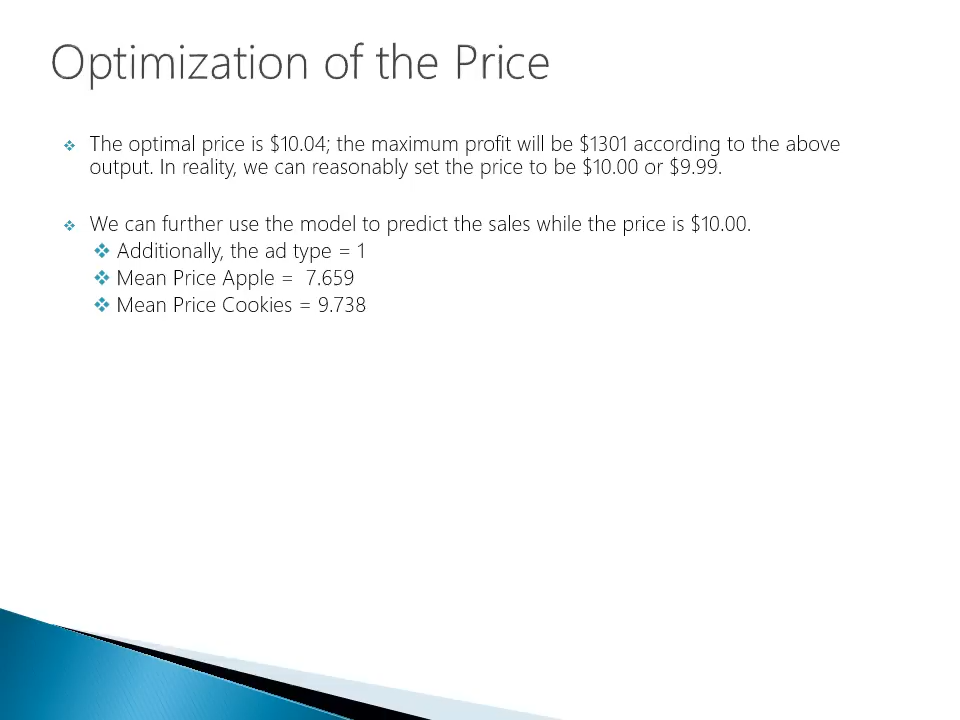 Optimization of the Price
❖ The optimal price is $10.04; the maximum profit will be $1301 according to the above
output. In reality, we can reasonably set the price to be $10.00 or $9.99.
❖ We can further use the model to predict the sales while the price is $10.00.
❖ Additionally, the ad type = 1
❖ Mean Price Apple =  7.659
❖ Mean Price Cookies = 9.738